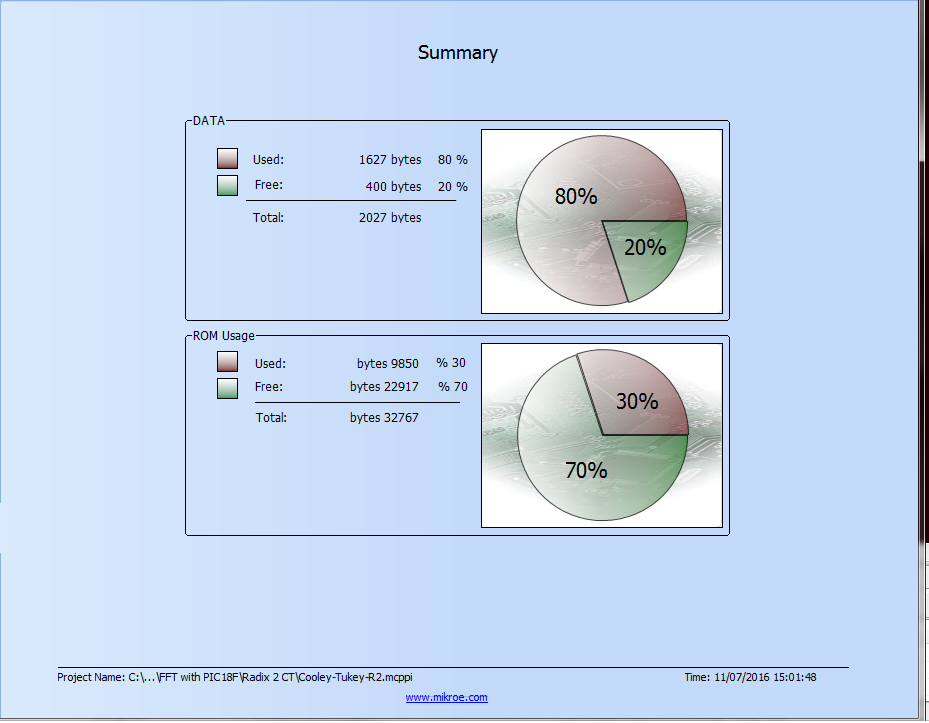 Summary
DATA
Used: 1627 bytes 80 %
Free: 400 bytes 20 %
Total: 2027 bytes
80%
20%
ROM Usage
Used: bytes 9850 % 30
Free: bytes 22917 % 70
Total: bytes 32767
30%
70%
Project Name: C:\...\FFT with PIC18F\Radix 2 CT\Cooley-Tukey-R2.mcppi Time: 11/07/2016 15:01:48
www.mikroe.com